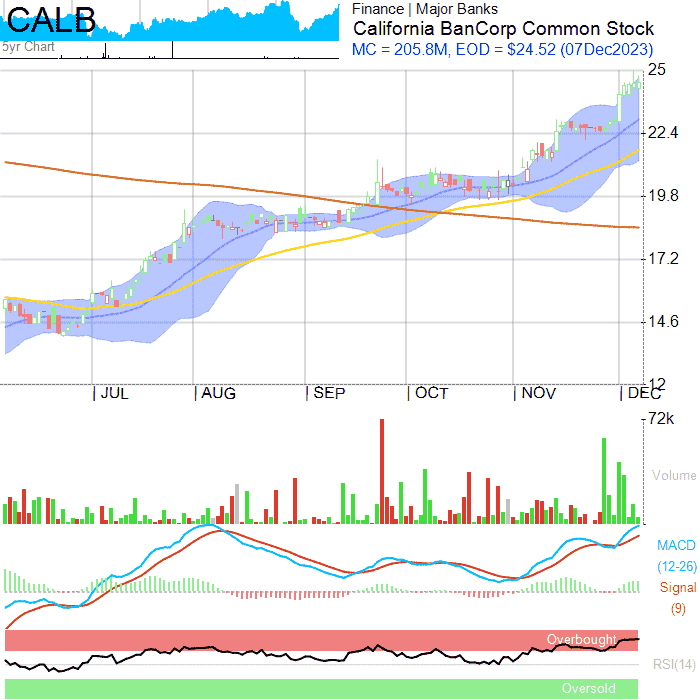 CALB
5yr Chart
Finance | Major Banks
California BanCorp Common Stock
MC = 205.8M, EOD = $24.52 (07Dec2023)
25
22.4
19.8
17.2
14.6
12
JUL AUG SEP OCT NOV DEC
72k
Volume
MACD
(12-26)
Signal
(9)
Overbought
RSI(14)
Oversold